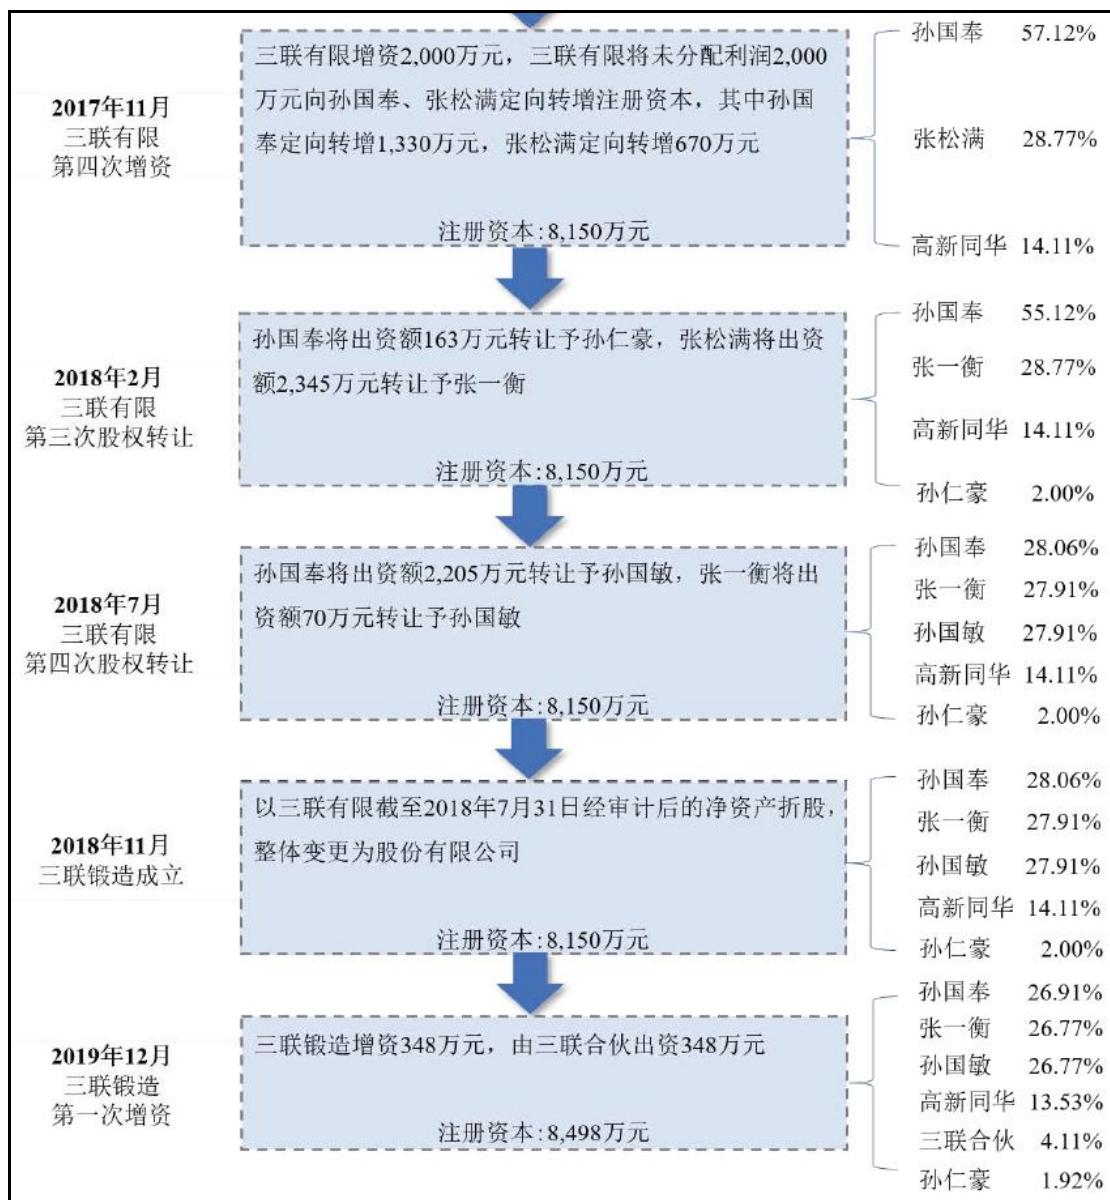 2017年11月
三联有限
第四次增资
三联有限增资2,000万元，三联有限将未分配利润2,000
万元向孙国奉、张松满定向转增注册资本，其中孙国
奉定向转增1,330万元，张松满定向转增670万元
注册资本:8,150万元
孙国奉 57.12%
张松满 28.77%
高新同华 14.11%
2018年2月
三联有限
第三次股权转让
孙国奉将出资额163万元转让予孙仁豪，张松满将出资
额2,345万元转让予张一衡
注册资本:8,150万元
孙国奉 55.12%
张一衡 28.77%
高新同华 14.11%
孙仁豪 2.00%
2018年7月
三联有限
第四次股权转让
孙国奉将出资额2,205万元转让予孙国敏，张一衡将出
资额70万元转让予孙国敏
注册资本:8,150万元
孙国奉 28.06%
张一衡 27.91%
孙国敏 27.91%
高新同华 14.11%
孙仁豪 2.00%
2018年11月
三联锻造成立
以三联有限截至2018年7月31日经审计后的净资产折股，
整体变更为股份有限公司
注册资本:8,150万元
孙国奉 28.06%
张一衡 27.91%
孙国敏 27.91%
高新同华 14.11%
孙仁豪 2.00%
2019年12月
三联锻造
第一次增资
三联锻造增资348万元，由三联合伙出资348万元
注册资本:8,498万元
孙国奉 26.91%
张一衡 26.77%
孙国敏 26.77%
高新同华 13.53%
三联合伙 4.11%
孙仁豪 1.92%